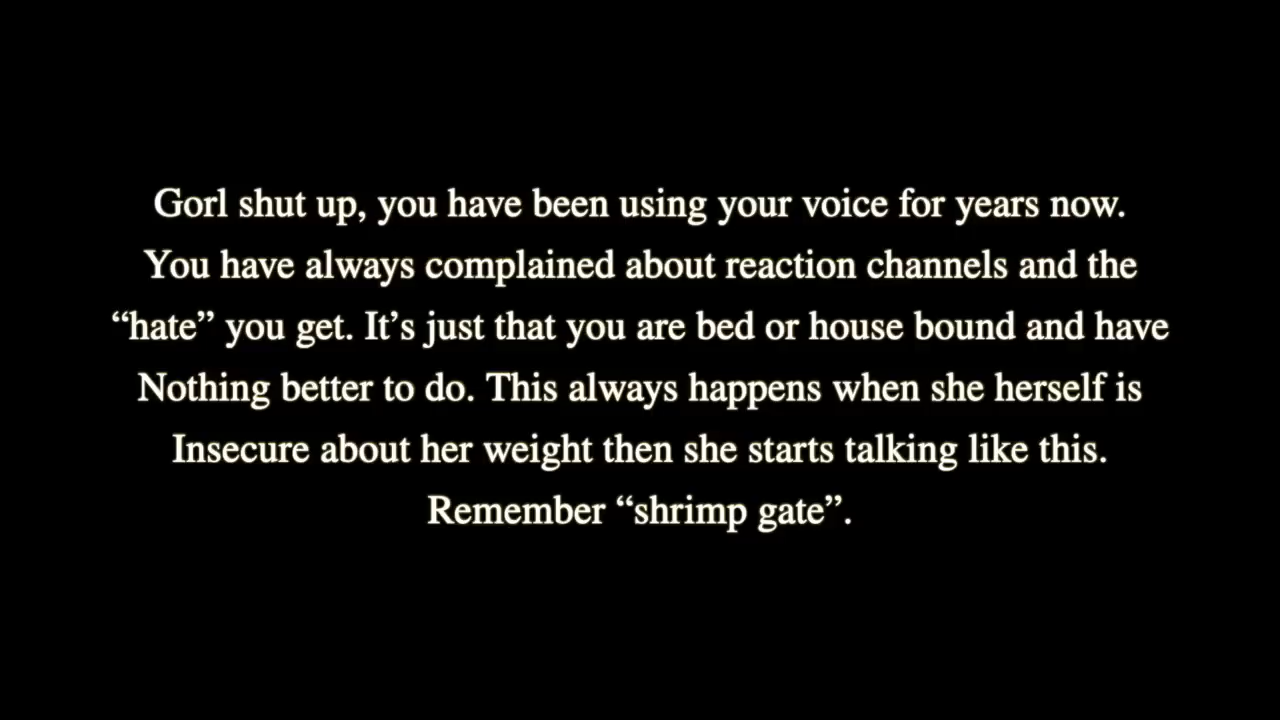 Gorl shut up, you have been using your voice for years now.
You have always complained about reaction channels and the
“hate” you get. It’s just that you are bed or house bound and have
Nothing better to do. This always happens when she herself is
Insecure about her weight then she starts talking like this.
Remember “shrimp gate”.